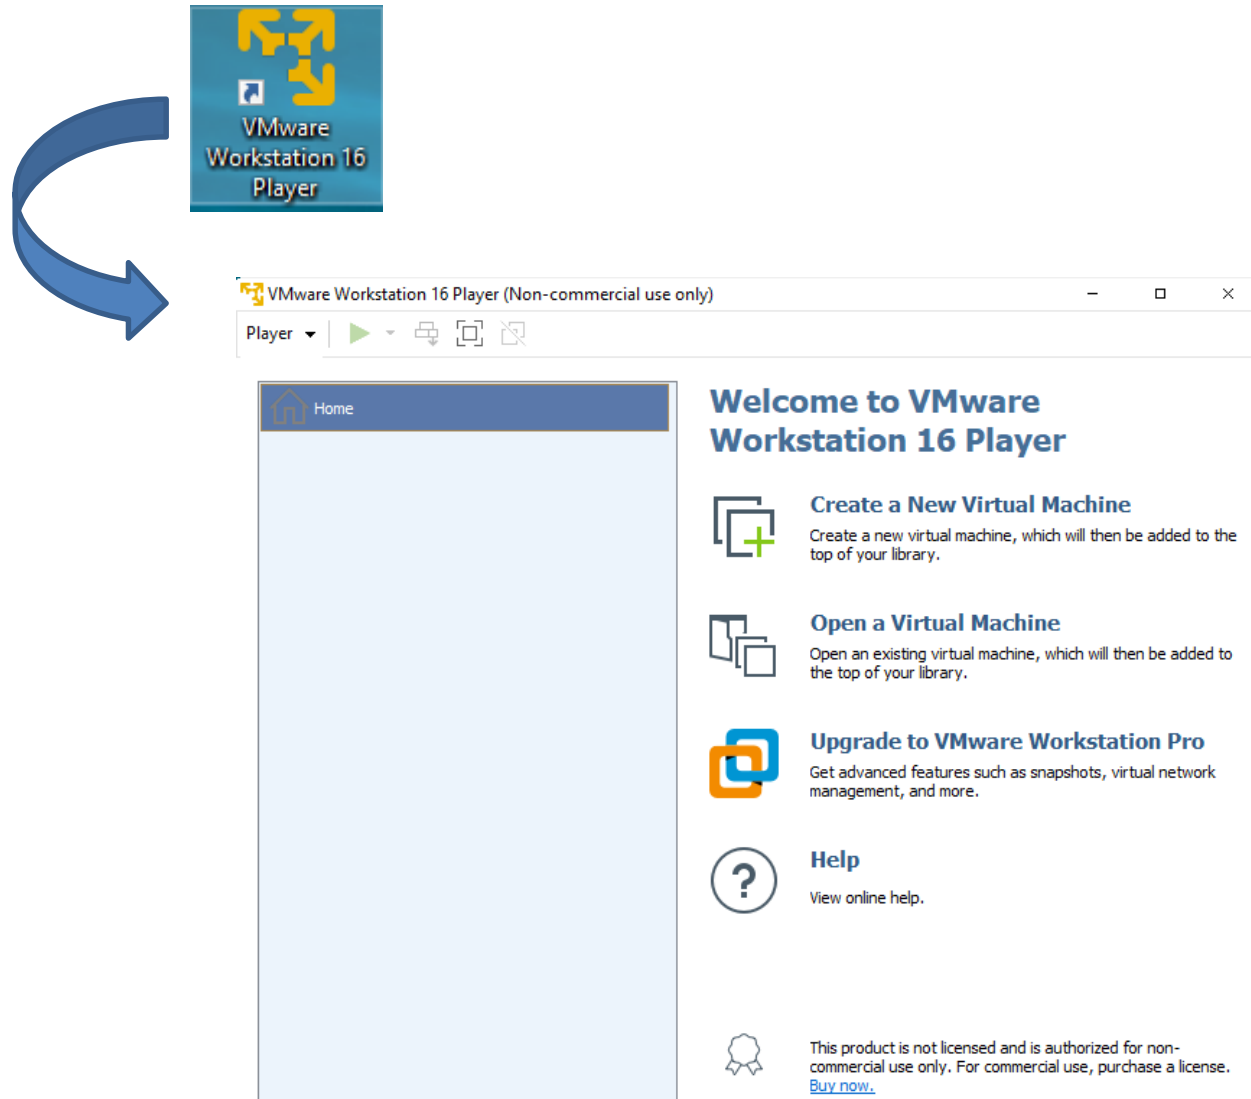 VMware
Workstation 16
Player
VMware Workstation 16 Player (Non-commercial use only)
Player
Home
Welcome to VMware
Workstation 16 Player
Create a New Virtual Machine
Create a new virtual machine, which will then be added to the
top of your library.
Open a Virtual Machine
Open an existing virtual machine, which will then be added to
the top of your library.
Upgrade to VMware Workstation Pro
Get advanced features such as snapshots, virtual network
management, and more.
Help
View online help.
This product is not licensed and is authorized for non-
commercial use only. For commercial use, purchase a license.
Buy now.